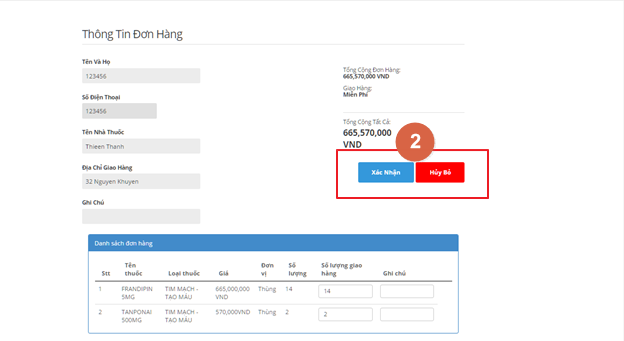 Thông Tin Đơn Hàng
Tên Và Họ
123456
Số Điện Thoại
123456
Tên Nhà Thuốc
Thieen Thanh
Địa Chỉ Giao Hàng
32 Nguyen Khuyen
Ghi Chú
Tổng Cộng Đơn Hàng:
665,570,000 VND
Giao Hàng:
Miễn Phí
Tổng Cộng Tất Cả:
665,570,000
VND
2
Xác Nhận Hủy Bỏ
Danh sách đơn hàng
Stt Tên thuốc Loại thuốc Giá Đơn vị Số lượng Số lượng giao hàng Ghi chú
1 FRANDIPIN 5MG TIM MẠCH - TẠO MÁU 665,000,000 VND Thùng 14 14
2 TANPONAI 500MG TIM MẠCH - TẠO MÁU 570,000VND Thùng 2 2